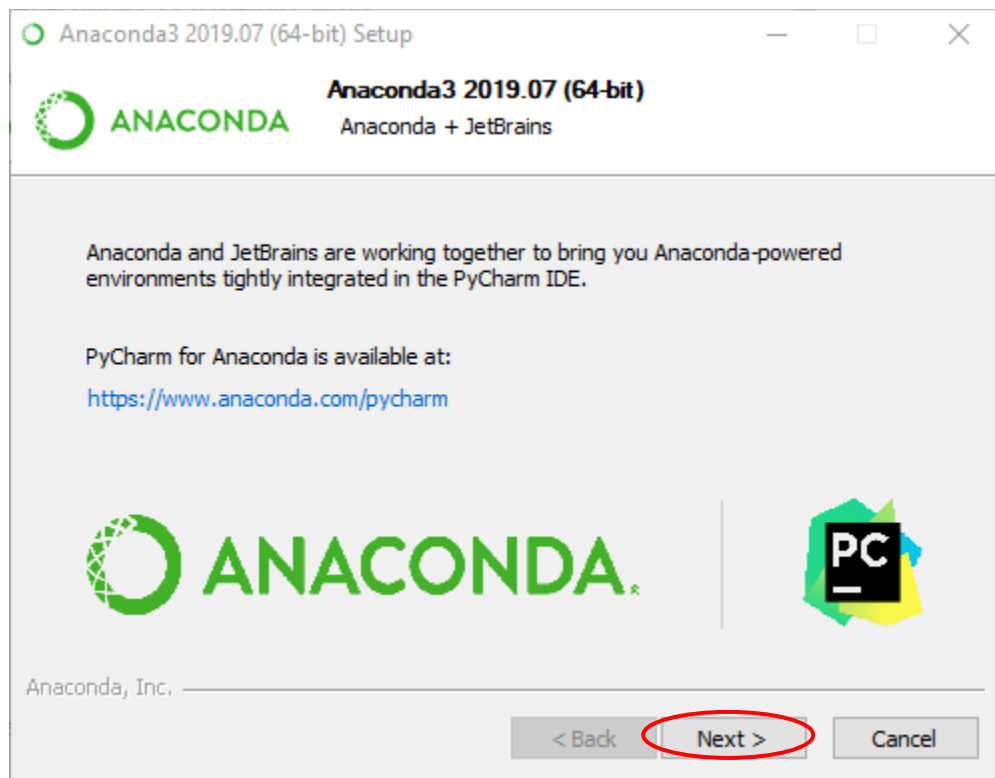 Anaconda3 2019.07 (64-bit) Setup
ANACONDA
Anaconda3 2019.07 (64-bit)
Anaconda + JetBrains
Anaconda and JetBrains are working together to bring you Anaconda-powered
environments tightly integrated in the PyCharm IDE.
PyCharm for Anaconda is available at:
https://www.anaconda.com/pycharm
ANACONDA.
PC
Anaconda, Inc.
< Back Next > Cancel